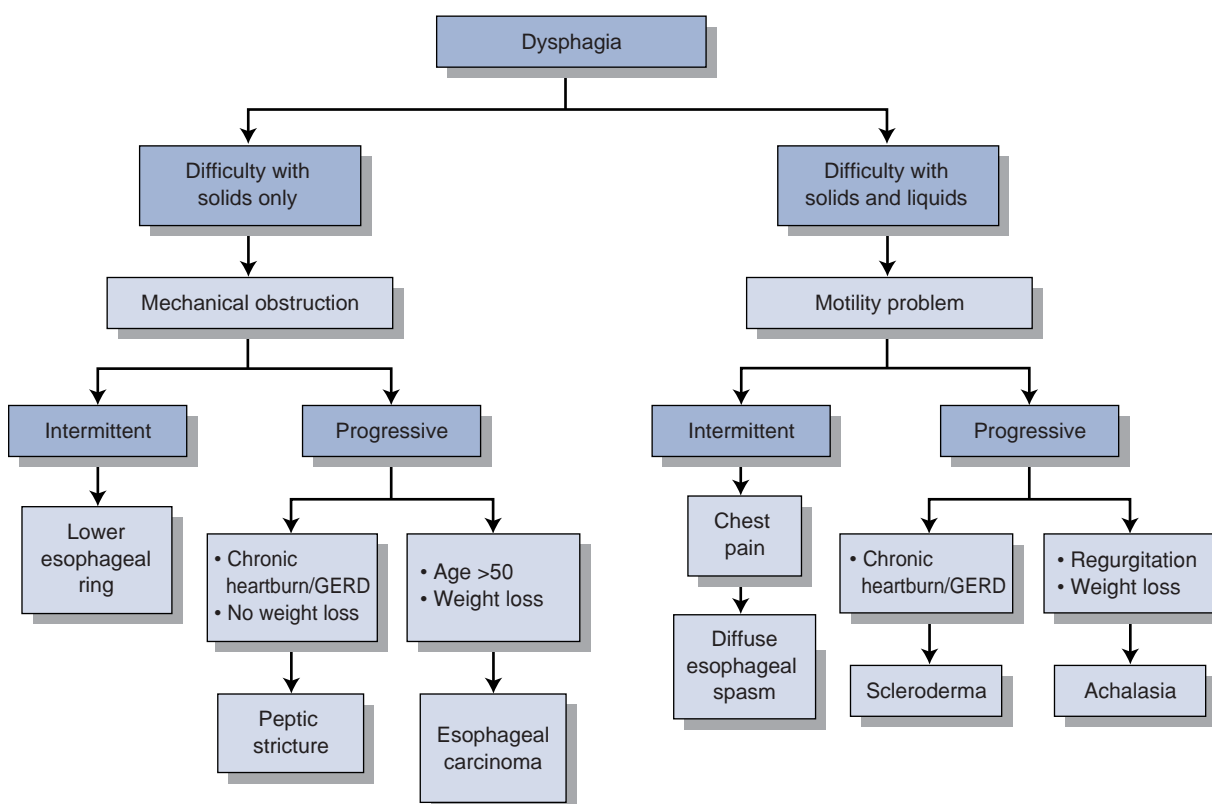 Dysphagia
Difficulty with
solids only
Difficulty with
solids and liquids
Mechanical obstruction
Motility problem
Intermittent
Progressive
Intermittent
Progressive
Lower
esophageal
ring
• Chronic
heartburn/GERD
• No weight loss
• Age >50
• Weight loss
Chest
pain
• Chronic
heartburn/GERD
• Regurgitation
• Weight loss
Peptic
stricture
Esophageal
carcinoma
Diffuse
esophageal
spasm
Scleroderma
Achalasia